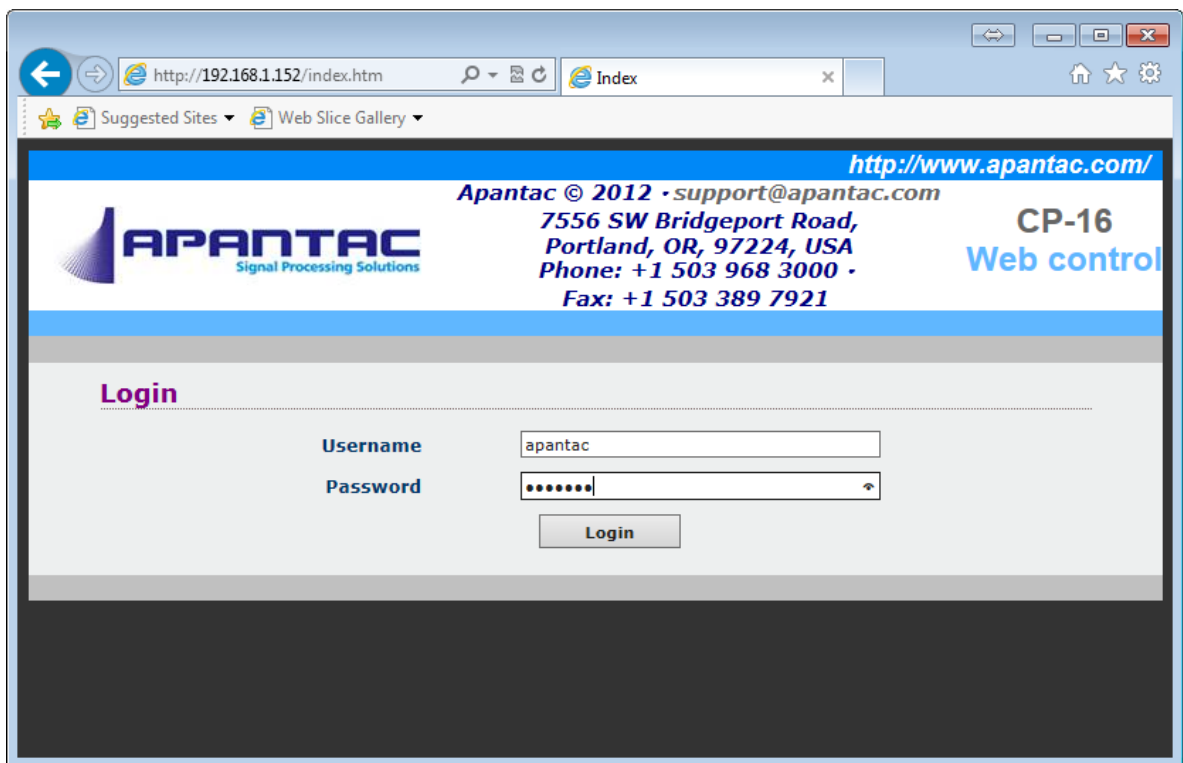 http://192.168.1.152/index.htm
Index
Suggested Sites
Web Slice Gallery
http://www.apantac.com/
APANTAC
Signal Processing Solutions
Apantac © 2012 · support@apantac.com
7556 SW Bridgeport Road,
Portland, OR, 97224, USA
Phone: +1 503 968 3000 ·
Fax: +1 503 389 7921
CP-16
Web control
Login
Username
apantac
Password
•••••••
Login